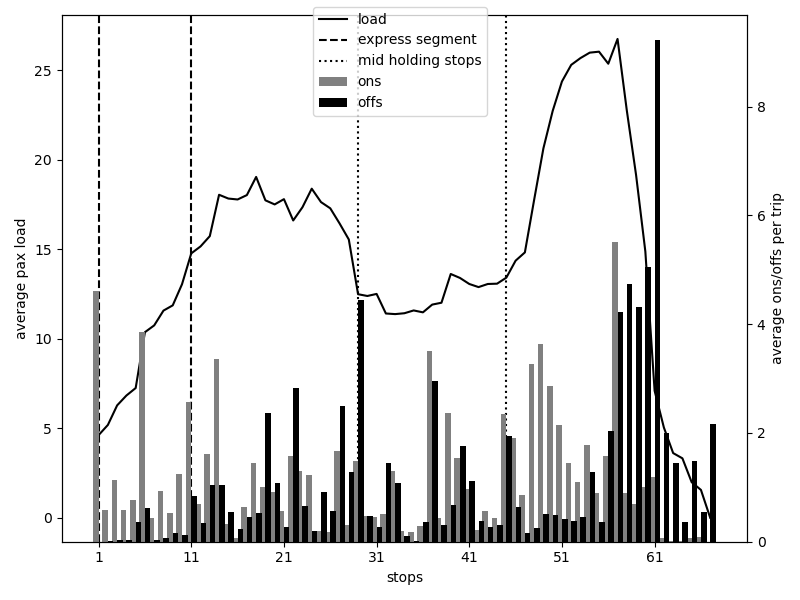 load
express segment
mid holding stops
ons
offs
25
20
15
10
5
0
average pax load
8
6
4
2
0
average ons/offs per trip
1 11 21 31 41 51 61
stops